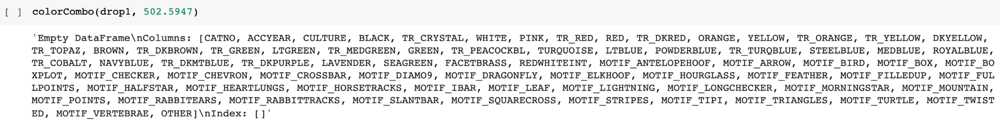 [ ] colorCombo(drop1, 502.5947)
'Empty DataFrame\nColumns: [CATNO, ACCYEAR, CULTURE, BLACK, TR_CRYSTAL, WHITE, PINK, TR_RED, RED, TR_DKRED, ORANGE, YELLOW, TR_ORANGE, TR_YELLOW, DKYELLOW,
TR_TOPAZ, BROWN, TR_DKBROWN, TR_GREEN, LTGREEN, TR_MEDGREEN, GREEN, TR_PEACOCKBL, TURQUOISE, LTBLUE, POWDERBLUE, TR_TURQBLUE, STEELBLUE, MEDBLUE, ROYALBLUE,
TR_COBALT, NAVYBLUE, TR_DKMTBLUE, TR_DKPURPLE, LAVENDER, SEAGREEN, FACETBRASS, REDWHITEINT, MOTIF_ANTELOPEHOOF, MOTIF_ARROW, MOTIF_BIRD, MOTIF_BOX, MOTIF_BO
XPLOT, MOTIF_CHECKER, MOTIF_CHEVRON, MOTIF_CROSSBAR, MOTIF_DIAMO9, MOTIF_DRAGONFLY, MOTIF_ELKHOOF, MOTIF_HOURGLASS, MOTIF_FEATHER, MOTIF_FILLEDUP, MOTIF_FUL
LPOINTS, MOTIF_HALFSTAR, MOTIF_HEARTLUNGS, MOTIF_HORSETRACKS, MOTIF_IBAR, MOTIF_LEAF, MOTIF_LIGHTNING, MOTIF_LONGCHECKER, MOTIF_MORNINGSTAR, MOTIF_MOUNTAIN,
MOTIF_POINTS, MOTIF_RABBITEARS, MOTIF_RABBITTRACKS, MOTIF_SLANTBAR, MOTIF_SQUARECROSS, MOTIF_STRIPES, MOTIF_TIPI, MOTIF_TRIANGLES, MOTIF_TURTLE, MOTIF_TWIST
ED, MOTIF_VERTEBRAE, OTHER]\nIndex: []'